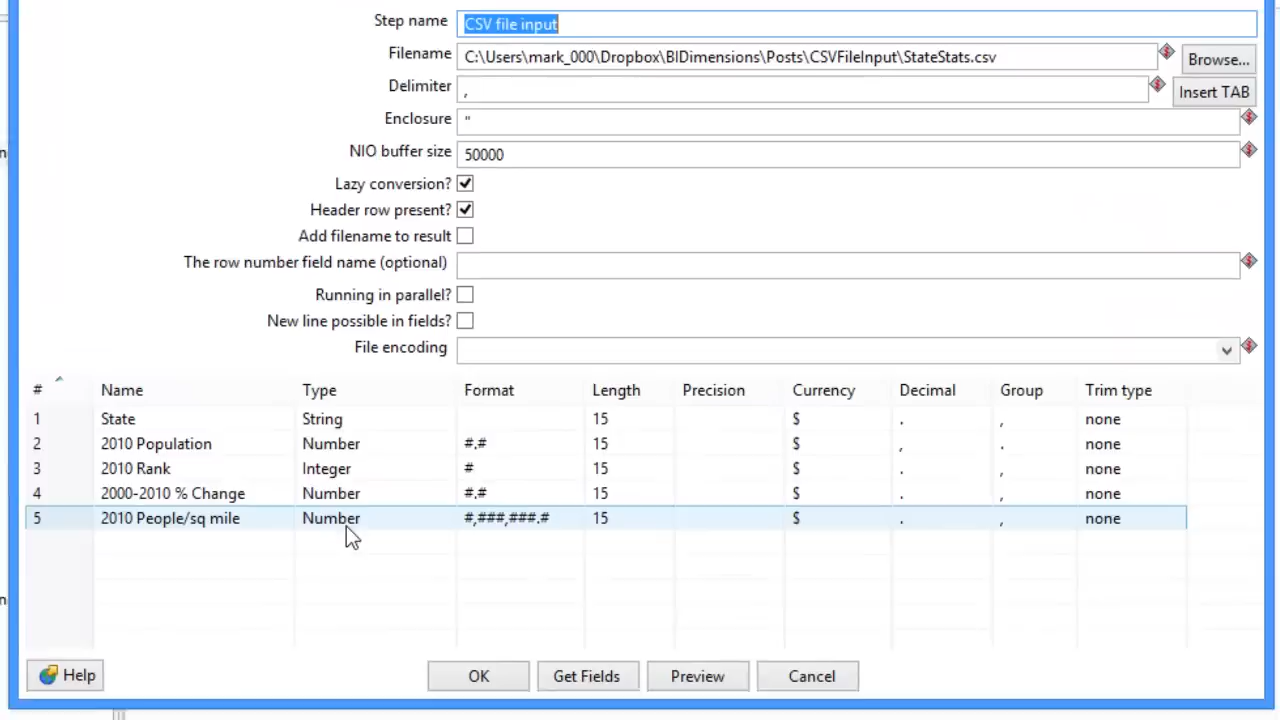 Step name CSV file input
Filename C:\Users\mark_000\Dropbox\BIDimensions\Posts\CSVFileInput\StateStats.csv Browse...
Delimiter , Insert TAB
Enclosure "
NIO buffer size 50000
Lazy conversion?
Header row present?
Add filename to result
The row number field name (optional)
Running in parallel?
New line possible in fields?
File encoding
# Name Type Format Length Precision Currency Decimal Group Trim type
1 State String 15 $ . , none
2 2010 Population Number #.# 15 $ , . none
3 2010 Rank Integer # 15 $ . , none
4 2000-2010 % Change Number #.# 15 $ . , none
5 2010 People/sq mile Number #,###,###.# 15 $ . , none
Help OK Get Fields Preview Cancel